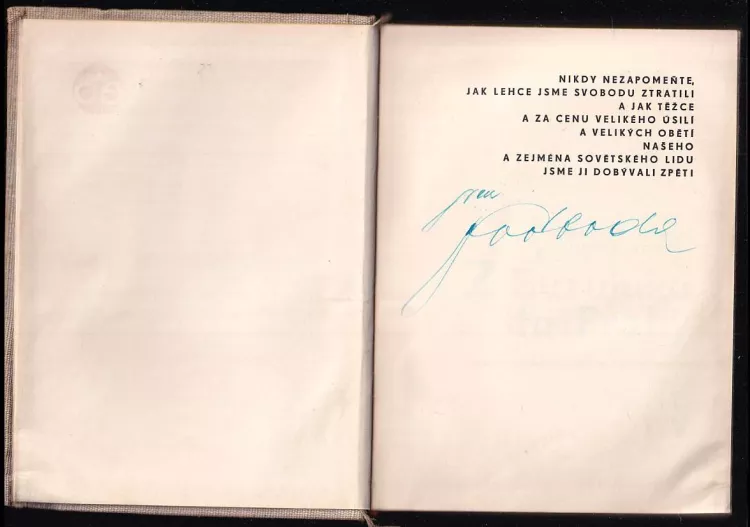 NIKDY NEZAPOMEŇTE,
JAK LEHCE JSME SVOBODU ZTRATILI
A JAK TĚŽCE
A ZA CENU VELIKÉHO ÚSILÍ
A VELIKÝCH OBĚTÍ
NAŠEHO
A ZEJMÉNA SOVĚTSKÉHO LIDU
JSME JI DOBÝVALI ZPĚT!
Svoboda